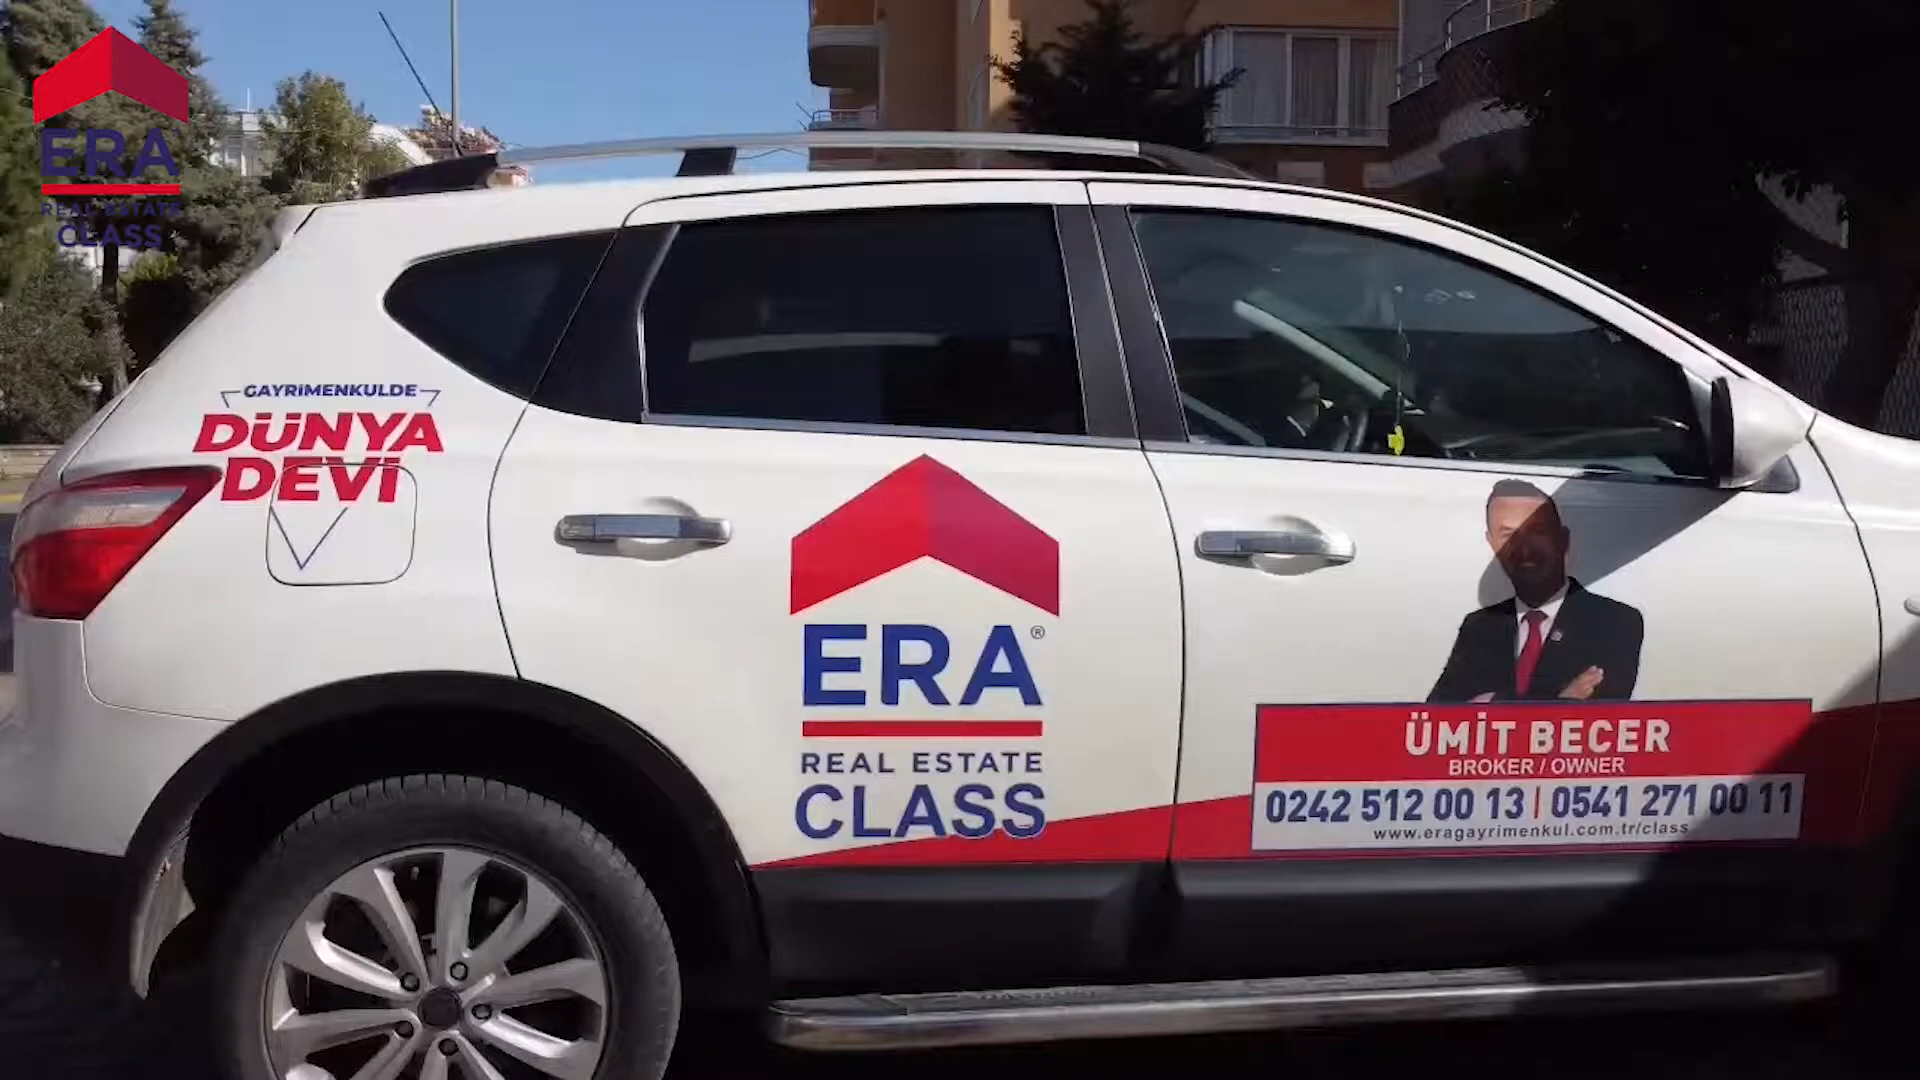 ERA
REAL ESTATE
CLASS
GAYRİMENKULDE
DÜNYA
DEVİ
ERA®
REAL ESTATE
CLASS
ÜMİT BECER
BROKER / OWNER
0242 512 00 13 | 0541 271 00 11
www.eragayrimenkul.com.tr/class